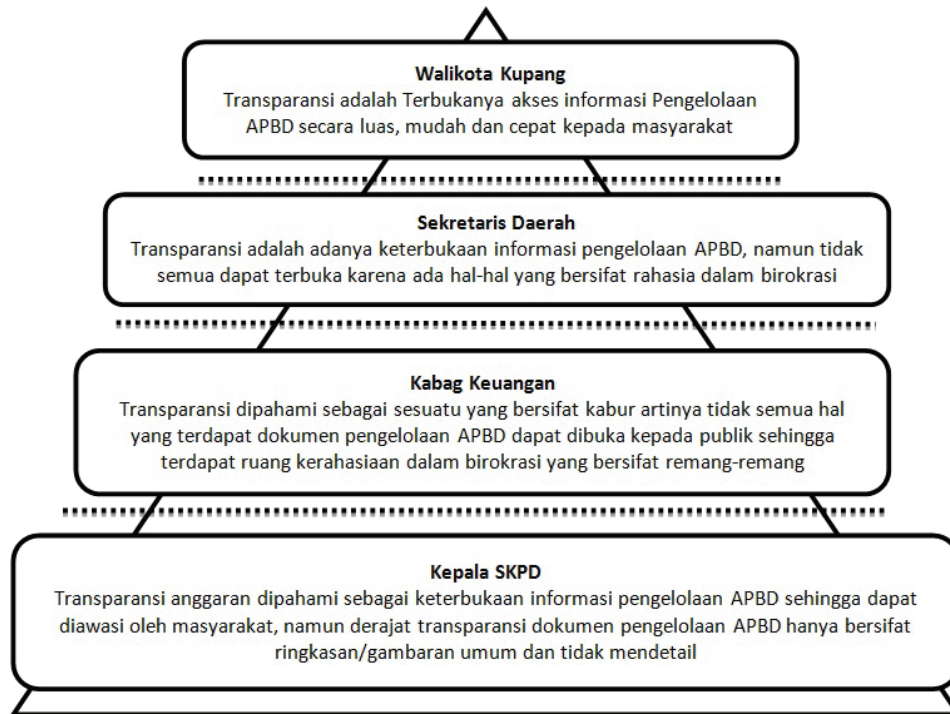 Walikota Kupang
Transparansi adalah Terbukanya akses informasi Pengelolaan
APBD secara luas, mudah dan cepat kepada masyarakat
Sekretaris Daerah
Transparansi adalah adanya keterbukaan informasi pengelolaan APBD, namun tidak
semua dapat terbuka karena ada hal-hal yang bersifat rahasia dalam birokrasi
Kabag Keuangan
Transparansi dipahami sebagai sesuatu yang bersifat kabur artinya tidak semua hal
yang terdapat dokumen pengelolaan APBD dapat dibuka kepada publik sehingga
terdapat ruang kerahasiaan dalam birokrasi yang bersifat remang-remang
Kepala SKPD
Transparansi anggaran dipahami sebagai keterbukaan informasi pengelolaan APBD sehingga dapat
diawasi oleh masyarakat, namun derajat transparansi dokumen pengelolaan APBD hanya bersifat
ringkasan/gambaran umum dan tidak mendetail